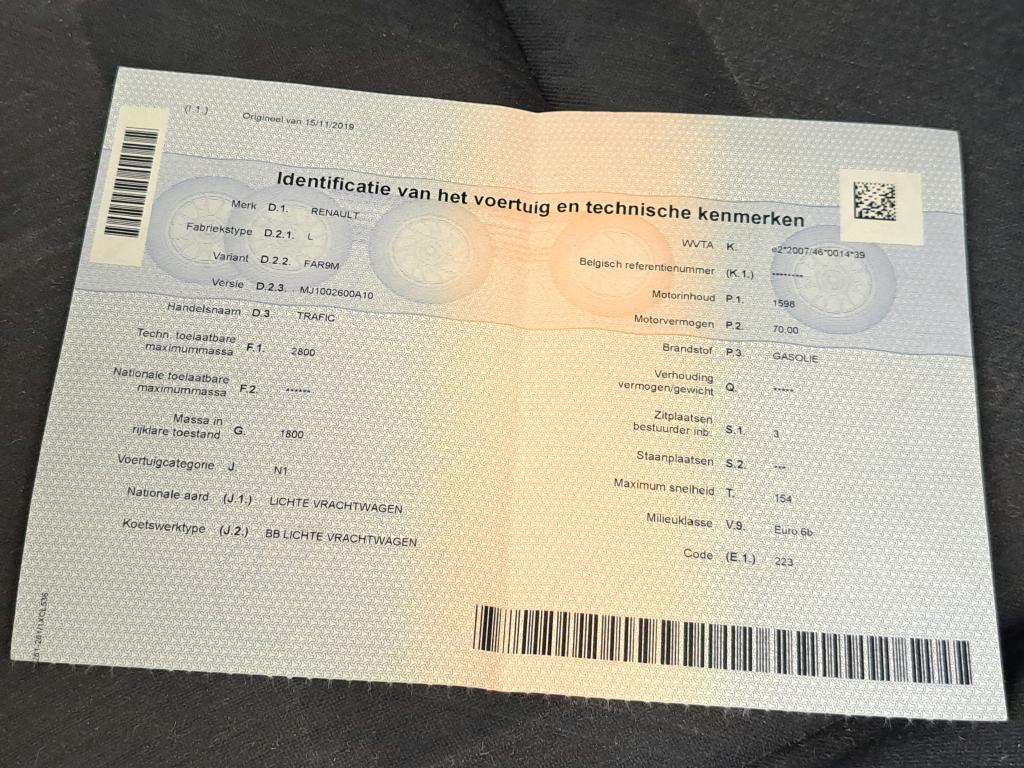 (I.1.) Origineel van 15/11/2019
Identificatie van het voertuig en technische kenmerken
Merk D.1. RENAULT
Fabriekstype D.2.1. L
Variant D.2.2. FAR9M
Versie D.2.3. MJ1002600A10
Handelsnaam D.3 TRAFIC
Techn. toelaatbare
maximummassa F.1. 2800
Nationale toelaatbare
maximummassa F.2. ------
Massa in
rijklare toestand G. 1800
Voertuigcategorie J. N1
Nationale aard (J.1.) LICHTE VRACHTWAGEN
Koetswerktype (J.2.) BB LICHTE VRACHTWAGEN
WVTA K. e2*2007/46*0014*39
Belgisch referentienummer (K.1.) --------
Motorinhoud P.1. 1598
Motorvermogen P.2. 70,00
Brandstof P.3. GASOLIE
Verhouding
vermogen/gewicht Q. -----
Zitplaatsen
bestuurder inb. S.1. 3
Staanplaatsen S.2. ---
Maximum snelheid T. 154
Milieuklasse V.9. Euro 6b
Code (E.1.) 223